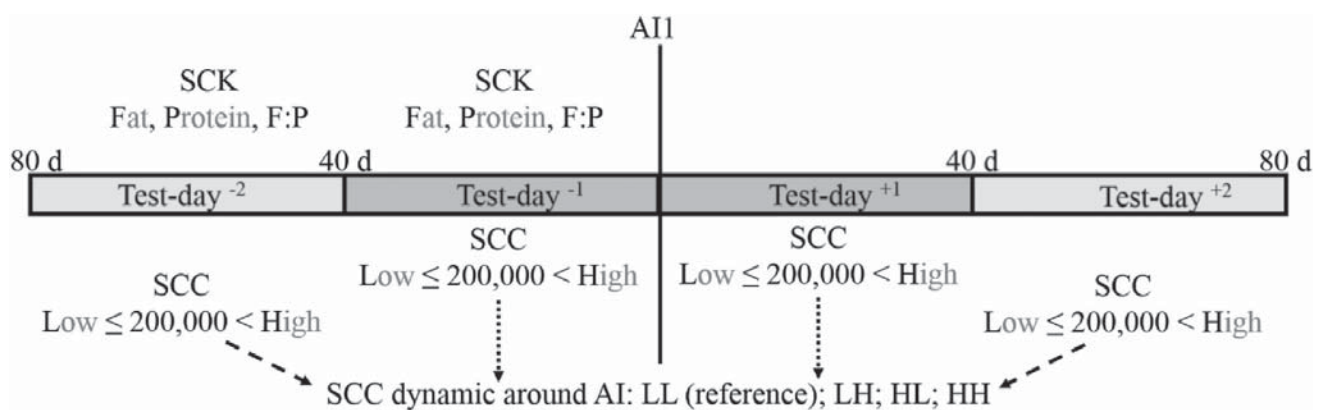 AI1
SCK
Fat, Protein, F:P
SCK
Fat, Protein, F:P
80 d
40 d
40 d
80 d
Test-day -2
Test-day -1
Test-day +1
Test-day +2
SCC
Low ≤ 200,000 < High
SCC
Low ≤ 200,000 < High
SCC
Low ≤ 200,000 < High
SCC
Low ≤ 200,000 < High
SCC dynamic around AI: LL (reference); LH; HL; HH